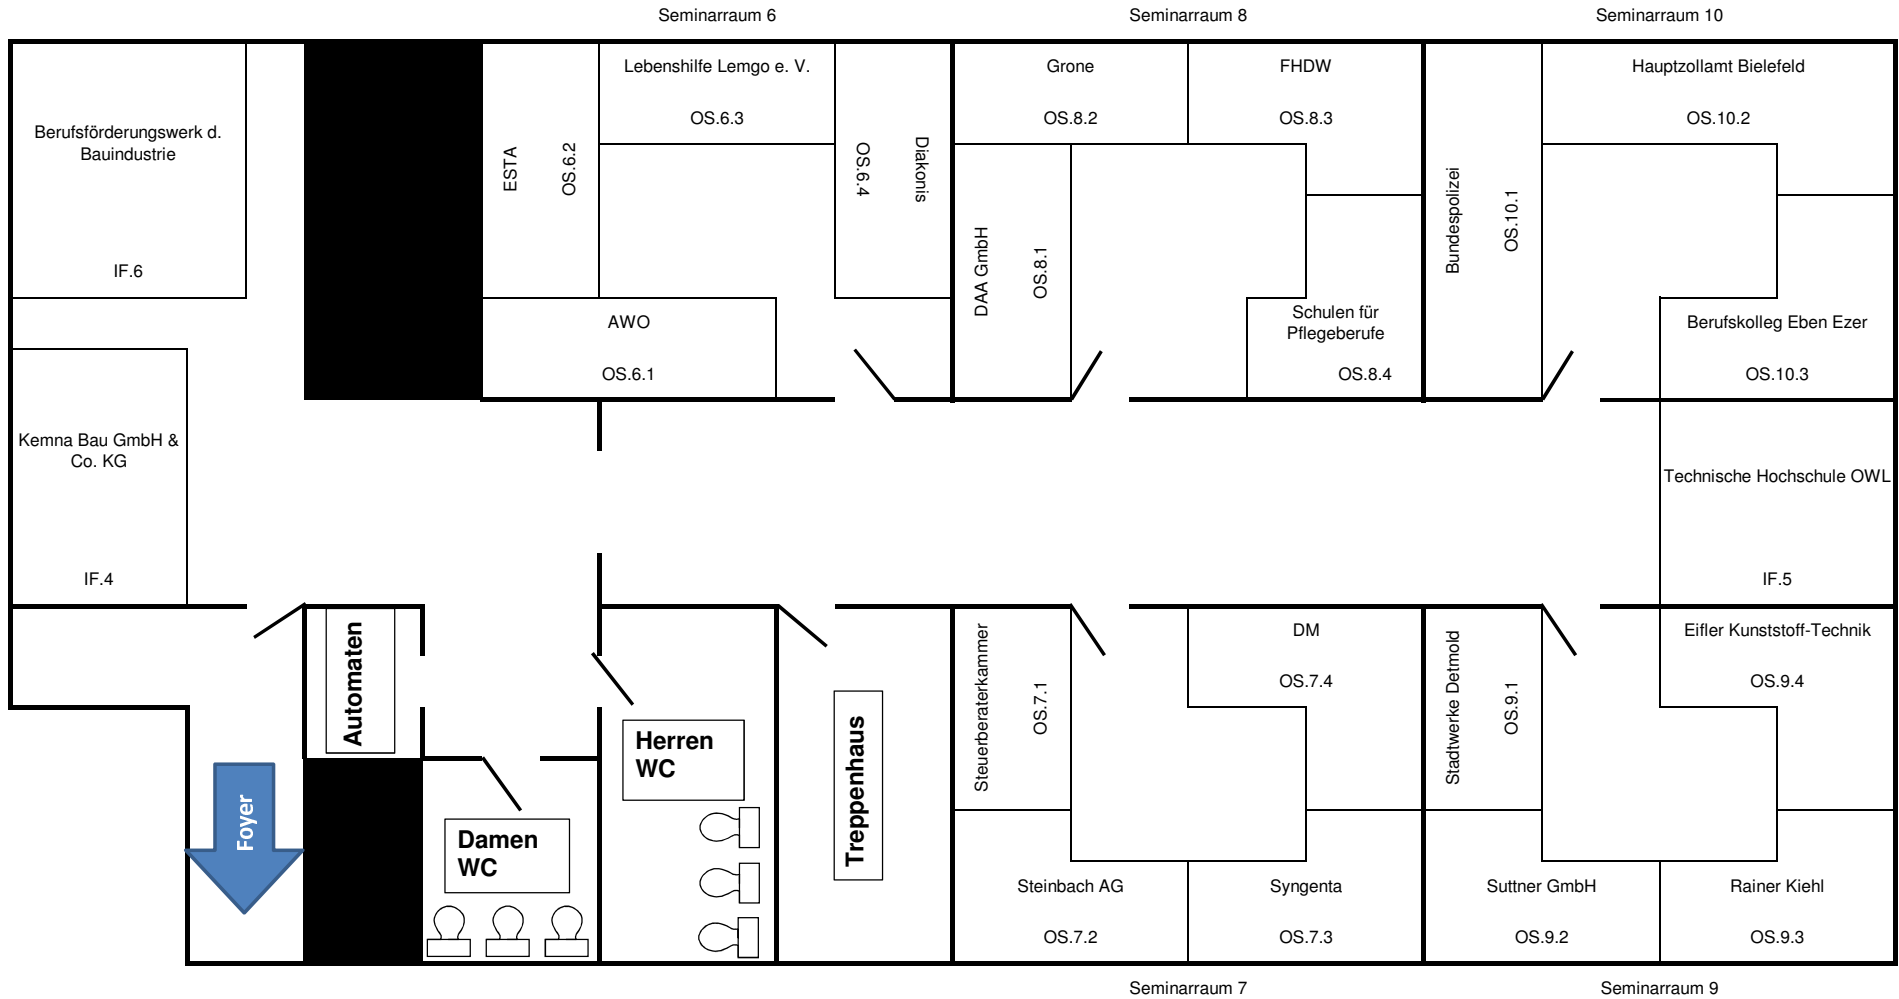 Seminarraum 6
Seminarraum 8
Seminarraum 10
Berufsförderungswerk d.
Bauindustrie
IF.6
Kemna Bau GmbH &
Co. KG
IF.4
ESTA
OS.6.2
Lebenshilfe Lemgo e. V.
OS.6.3
OS.6.4
Diakonis
AWO
OS.6.1
Grone
OS.8.2
FHDW
OS.8.3
DAA GmbH
OS.8.1
Schulen für
Pflegeberufe
OS.8.4
Bundespolizei
OS.10.1
Hauptzollamt Bielefeld
OS.10.2
Berufskolleg Eben Ezer
OS.10.3
Technische Hochschule OWL
IF.5
Foyer
Automaten
Damen
WC
Herren
WC
Treppenhaus
Steuerberaterkammer
OS.7.1
DM
OS.7.4
Steinbach AG
OS.7.2
Syngenta
OS.7.3
Stadtwerke Detmold
OS.9.1
Eifler Kunststoff-Technik
OS.9.4
Suttner GmbH
OS.9.2
Rainer Kiehl
OS.9.3
Seminarraum 7
Seminarraum 9